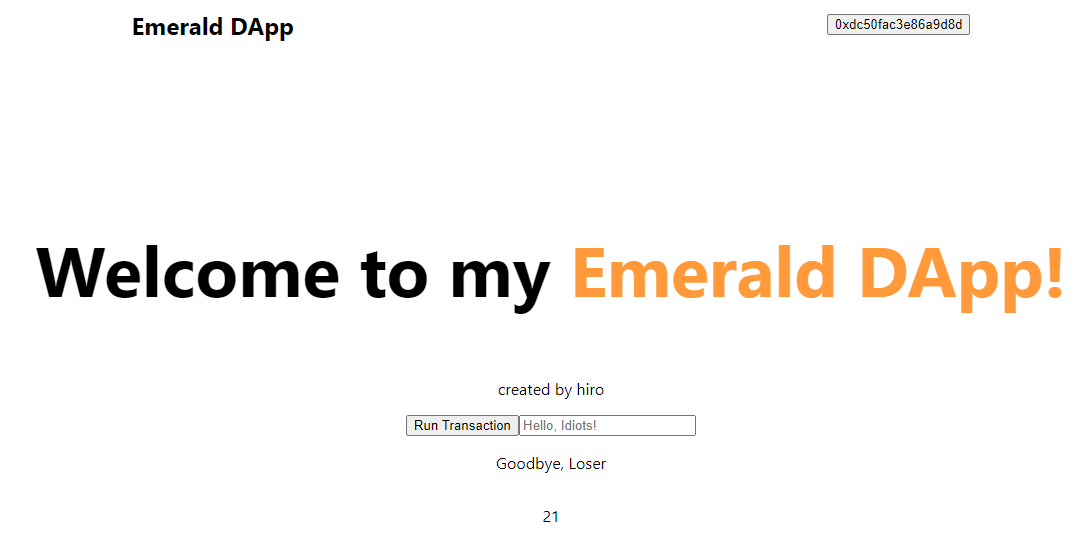 Emerald DApp
0xdc50fac3e86a9d8d
Welcome to my Emerald DApp!
created by hiro
Run Transaction Hello, Idiots!
Goodbye, Loser
21